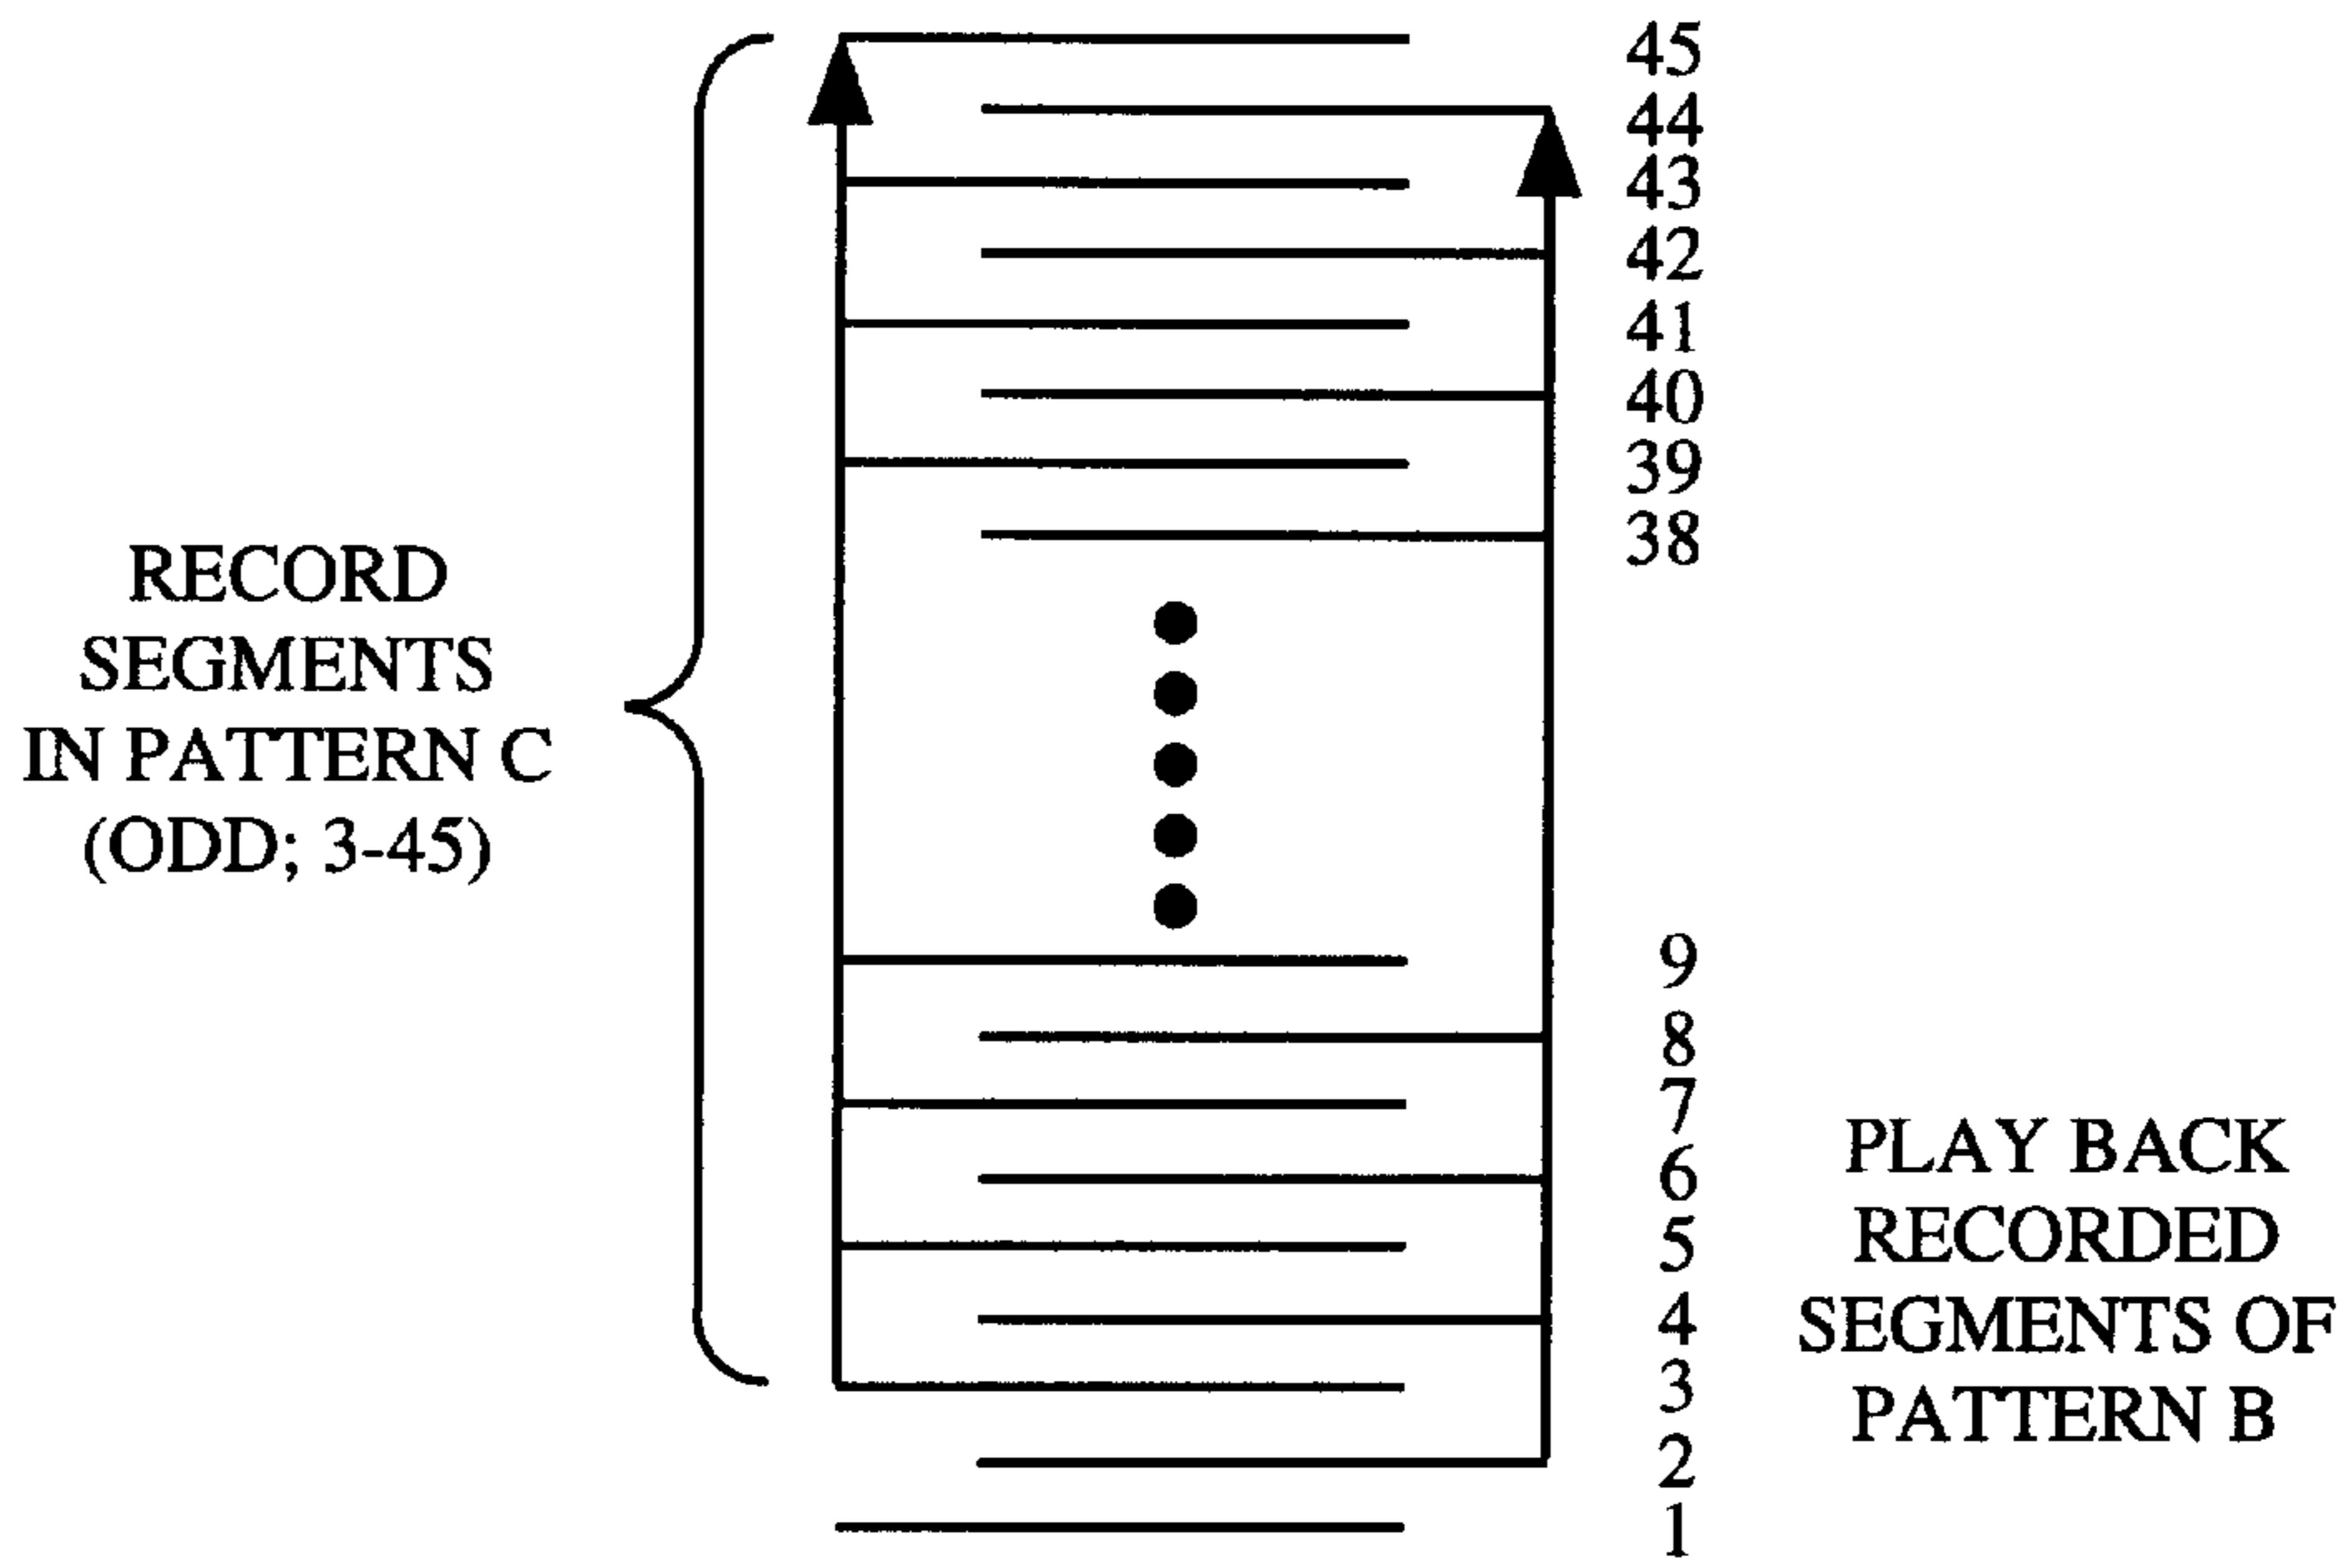 45
44
43
42
41
40
39
38
RECORD
SEGMENTS
IN PATTERN C
(ODD; 3-45)
9
8
7
6
5
4
3
2
1
PLAY BACK
RECORDED
SEGMENTS OF
PATTERN B